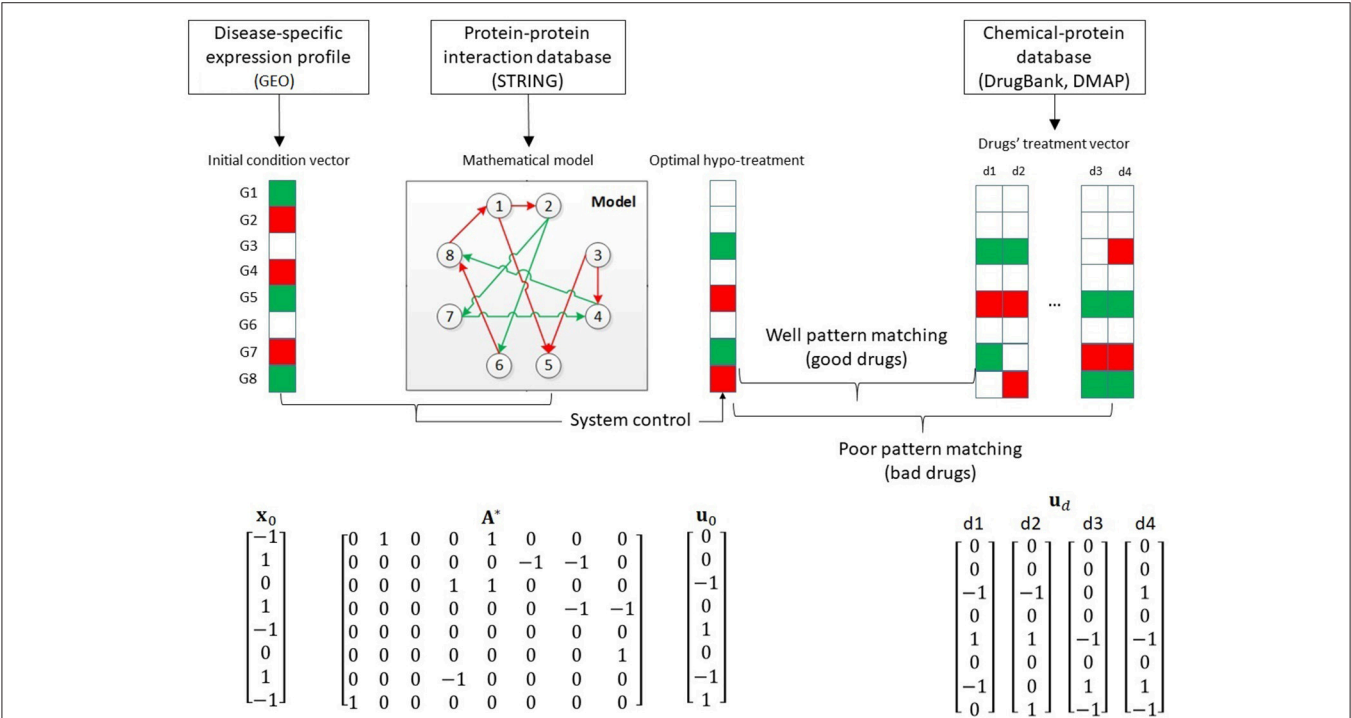 Disease-specific
expression profile
(GEO)
Protein-protein
interaction database
(STRING)
Chemical-protein
database
(DrugBank, DMAP)
Initial condition vector
Mathematical model
Optimal hypo-treatment
Drugs' treatment vector
d1 d2 d3 d4
G1
G2
G3
G4
G5
G6
G7
G8
Model
1
2
8
3
7
4
6
5
...
Well pattern matching
(good drugs)
System control
Poor pattern matching
(bad drugs)
x0 A* u0 ud
d1 d2 d3 d4
−1 0 1 0 0 1 0 0 0 0 0 0 0 0
1 0 0 0 0 0 −1 −1 0 0 0 0 0 0
0 0 0 0 1 1 0 0 0 −1 −1 −1 0 1
1 0 0 0 0 0 0 −1 −1 0 0 0 0 0
−1 0 0 0 0 0 0 0 0 1 1 1 −1 −1
0 0 0 0 0 0 0 0 1 0 0 0 0 0
1 0 0 0 −1 0 0 0 0 −1 −1 0 1 1
−1 1 0 0 0 0 0 0 0 1 0 1 −1 −1